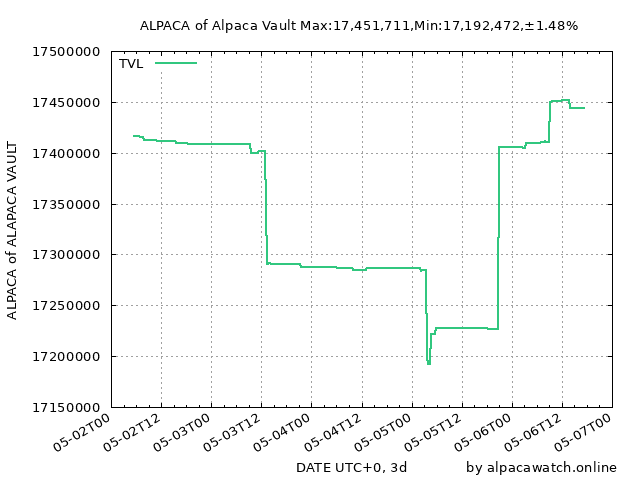 ALPACA of Alpaca Vault Max:17,451,711,Min:17,192,472,±1.48%
TVL
17500000
17450000
17400000
17350000
17300000
17250000
17200000
17150000
ALPACA of ALAPACA VAULT
05-02T00
05-02T12
05-03T00
05-03T12
05-04T00
05-04T12
05-05T00
05-05T12
05-06T00
05-06T12
05-07T00
DATE UTC+0, 3d
by alpacawatch.online